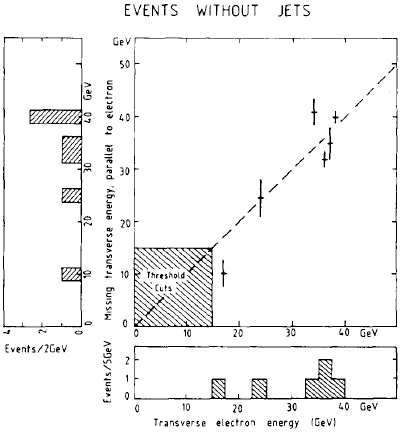 EVENTS WITHOUT JETS
GeV
50
40
30
20
10
0
Missing transverse energy, parallel to electron
Threshold
Cuts
0 10 20 30 40 GeV
GeV
40
30
20
10
0
4 2 0
Events/2GeV
Events/5GeV
2
1
0 10 20 30 40 GeV
Transverse electron energy (GeV)